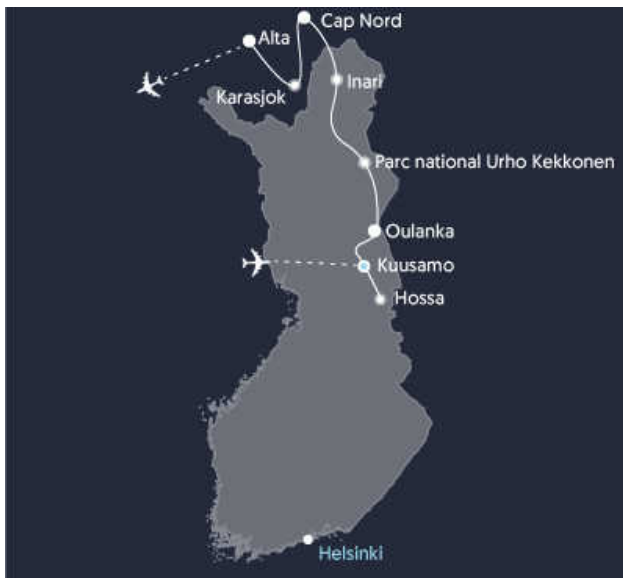 Cap Nord
Alta
Inari
Karasjok
Parc national Urho Kekkonen
Oulanka
Kuusamo
Hossa
Helsinki